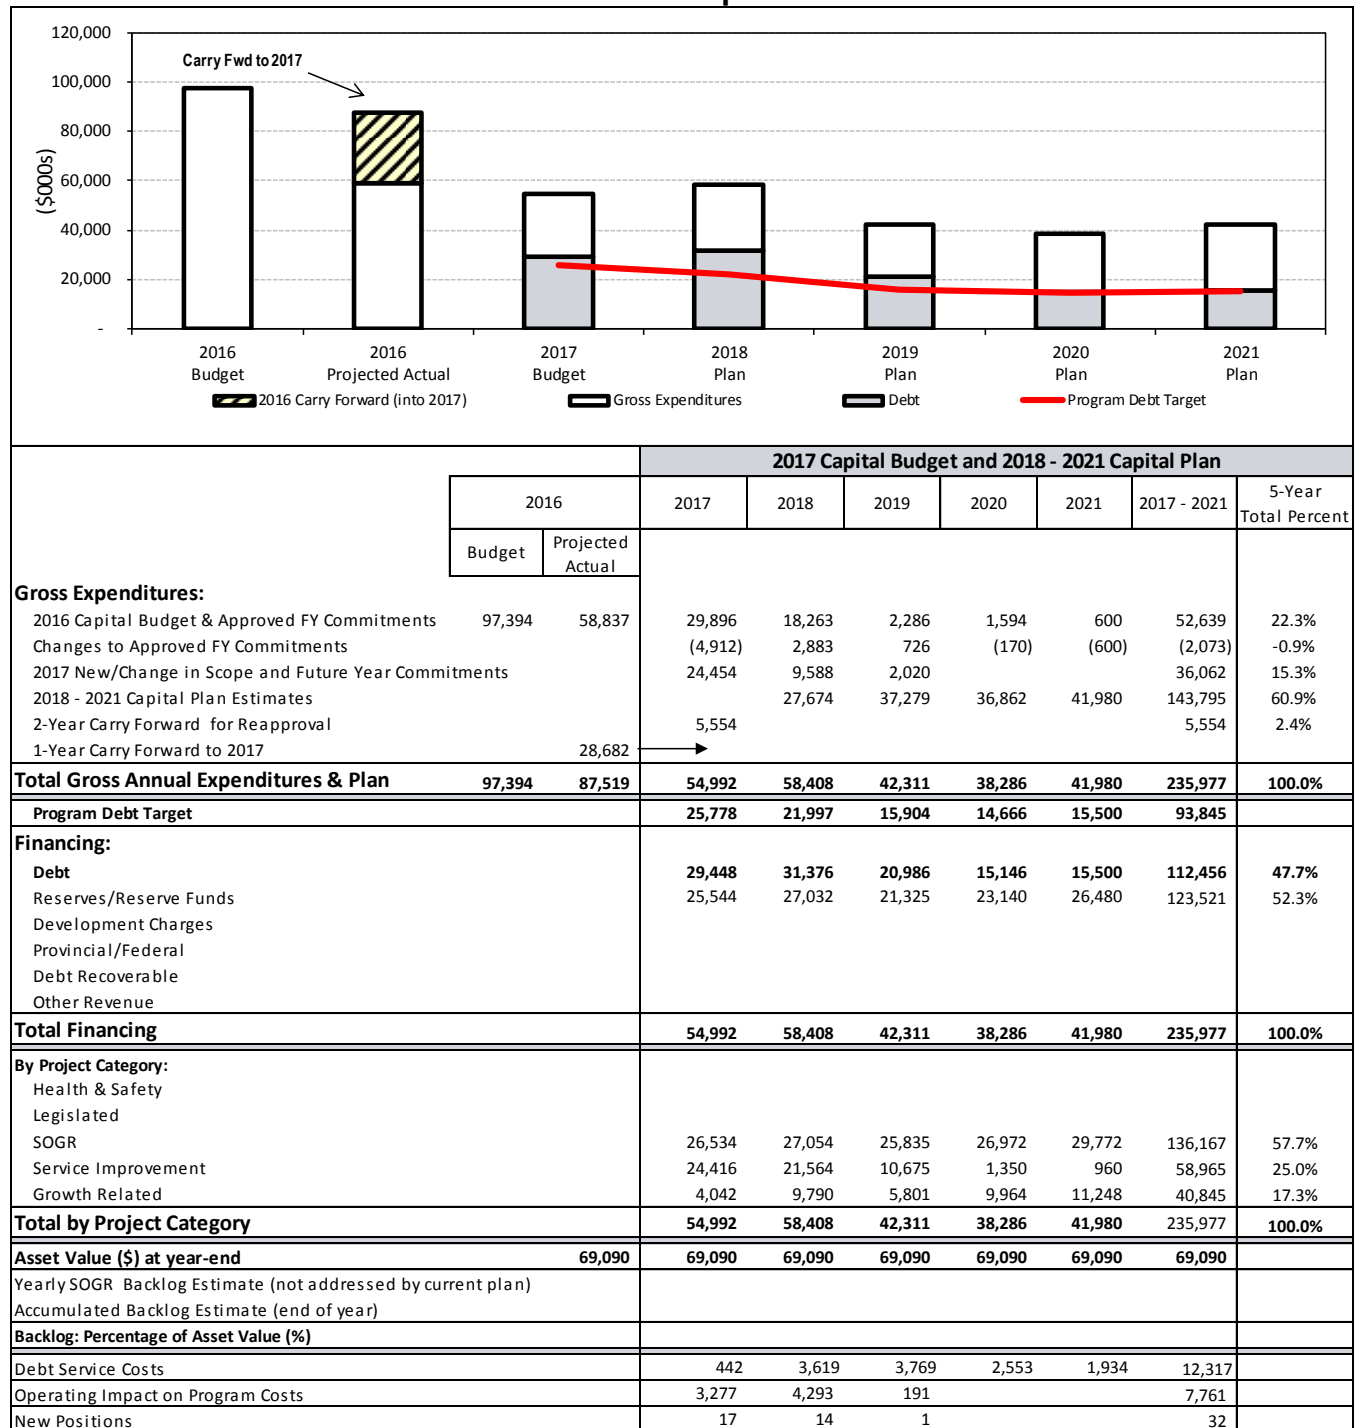 120,000
100,000
80,000
60,000
40,000
20,000
-
($000s)
Carry Fwd to 2017
2016 Budget
2016 Projected Actual
2017 Budget
2018 Plan
2019 Plan
2020 Plan
2021 Plan
2016 Carry Forward (into 2017) Gross Expenditures Debt Program Debt Target
2017 Capital Budget and 2018 - 2021 Capital Plan
2016 2017 2018 2019 2020 2021 2017 - 2021 5-Year Total Percent
Budget Projected Actual
Gross Expenditures:
2016 Capital Budget & Approved FY Commitments 97,394 58,837 29,896 18,263 2,286 1,594 600 52,639 22.3%
Changes to Approved FY Commitments (4,912) 2,883 726 (170) (600) (2,073) -0.9%
2017 New/Change in Scope and Future Year Commitments 24,454 9,588 2,020 36,062 15.3%
2018 - 2021 Capital Plan Estimates 27,674 37,279 36,862 41,980 143,795 60.9%
2-Year Carry Forward for Reapproval 5,554 5,554 2.4%
1-Year Carry Forward to 2017 28,682
Total Gross Annual Expenditures & Plan 97,394 87,519 54,992 58,408 42,311 38,286 41,980 235,977 100.0%
Program Debt Target 25,778 21,997 15,904 14,666 15,500 93,845
Financing:
Debt 29,448 31,376 20,986 15,146 15,500 112,456 47.7%
Reserves/Reserve Funds 25,544 27,032 21,325 23,140 26,480 123,521 52.3%
Development Charges
Provincial/Federal
Debt Recoverable
Other Revenue
Total Financing 54,992 58,408 42,311 38,286 41,980 235,977 100.0%
By Project Category:
Health & Safety
Legislated
SOGR 26,534 27,054 25,835 26,972 29,772 136,167 57.7%
Service Improvement 24,416 21,564 10,675 1,350 960 58,965 25.0%
Growth Related 4,042 9,790 5,801 9,964 11,248 40,845 17.3%
Total by Project Category 54,992 58,408 42,311 38,286 41,980 235,977 100.0%
Asset Value ($) at year-end 69,090 69,090 69,090 69,090 69,090 69,090 69,090
Yearly SOGR Backlog Estimate (not addressed by current plan)
Accumulated Backlog Estimate (end of year)
Backlog: Percentage of Asset Value (%)
Debt Service Costs 442 3,619 3,769 2,553 1,934 12,317
Operating Impact on Program Costs 3,277 4,293 191 7,761
New Positions 17 14 1 32